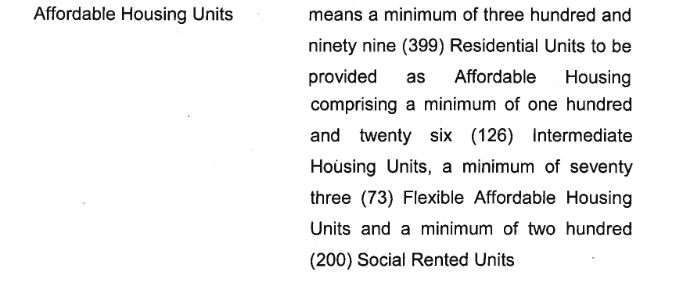 Affordable Housing Units means a minimum of three hundred and
ninety nine (399) Residential Units to be
provided as Affordable Housing
comprising a minimum of one hundred
and twenty six (126) Intermediate
Housing Units, a minimum of seventy
three (73) Flexible Affordable Housing
Units and a minimum of two hundred
(200) Social Rented Units